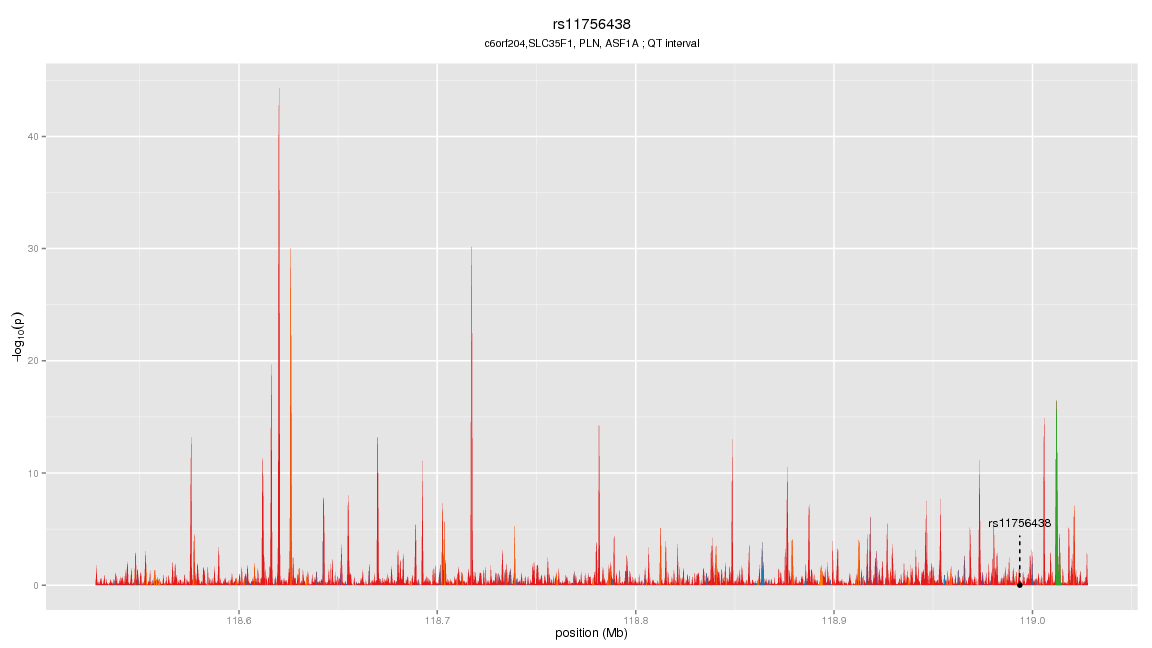 rs11756438
c6orf204,SLC35F1, PLN, ASF1A ; QT interval
−log10(p)
40
30
20
10
0
rs11756438
118.6 118.7 118.8 118.9 119.0
position (Mb)